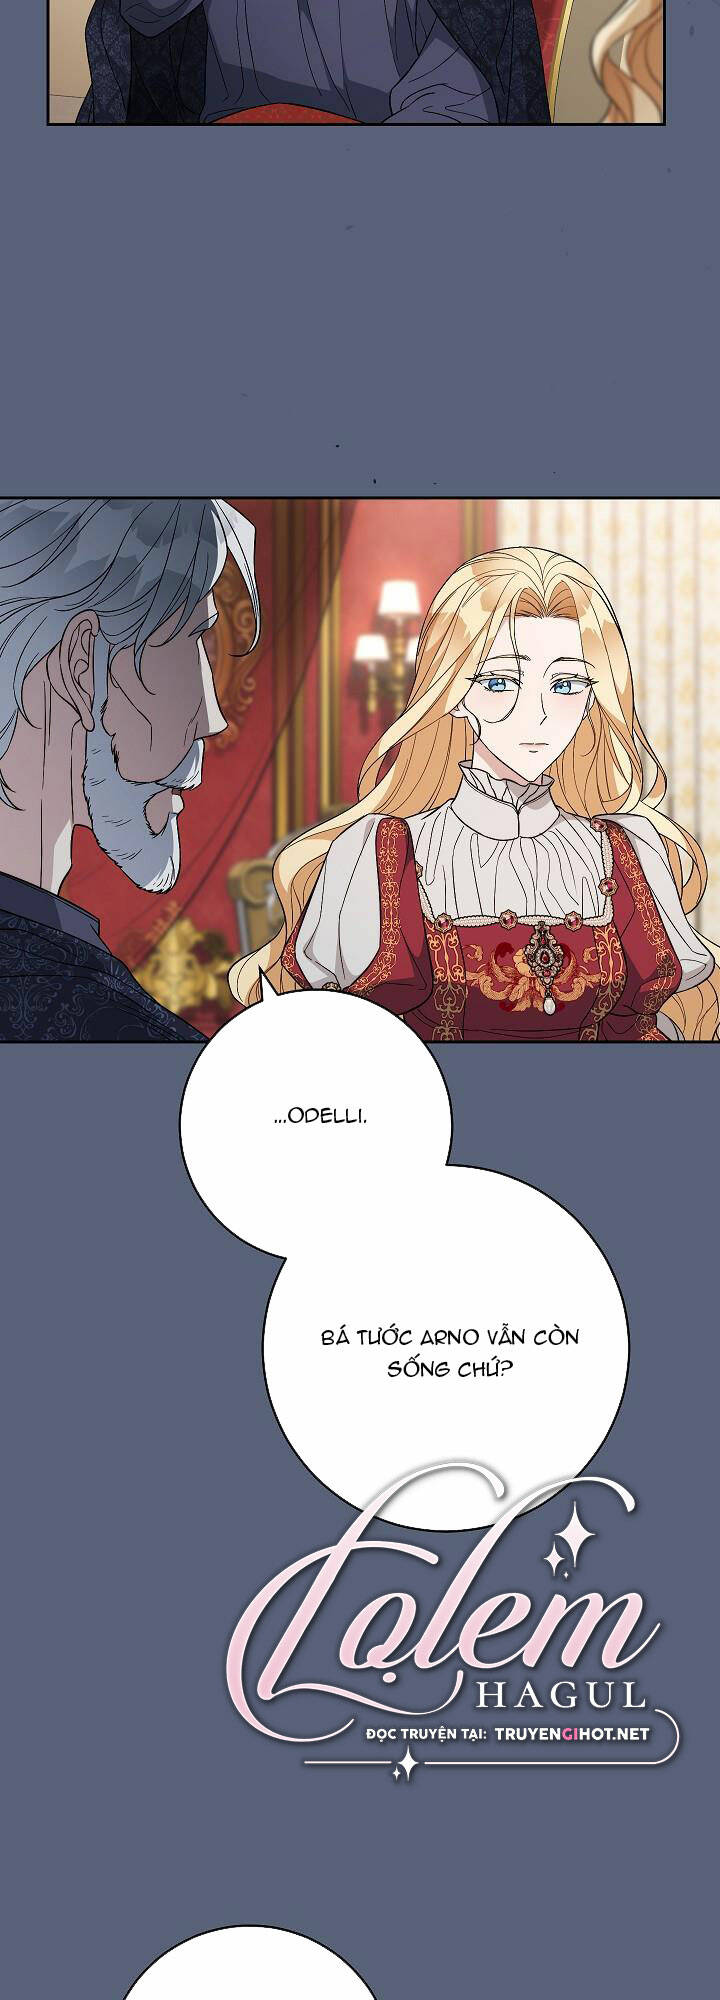 ...ODELLI.
BÁ TƯỚC ARNO VẪN CÒN
SỐNG CHỨ?
Lọlem
HAGUL
ĐỌC TRUYỆN TẠI: TRUYENGIHOT.NET